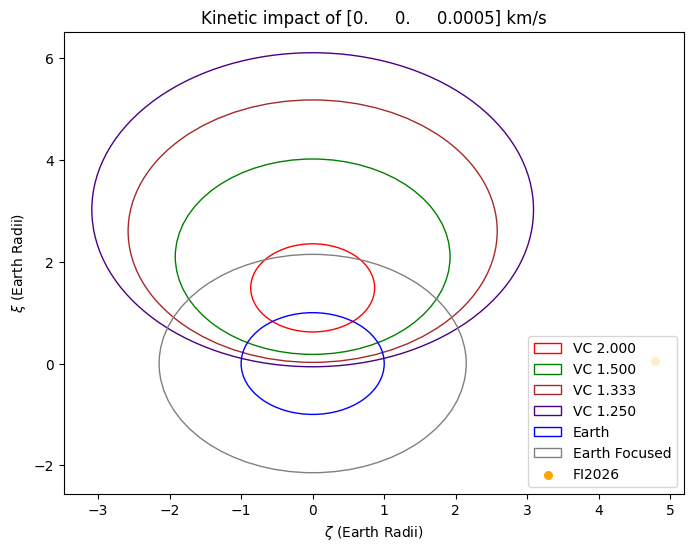 Kinetic impact of [0. 0. 0.0005] km/s
6
4
2
0
−2
ξ (Earth Radii)
VC 2.000
VC 1.500
VC 1.333
VC 1.250
Earth
Earth Focused
FI2026
−3 −2 −1 0 1 2 3 4 5
ζ (Earth Radii)